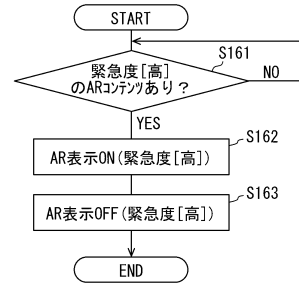 START
S161
緊急度[高]
のARコンテンツあり？
NO
YES
S162
AR表示ON(緊急度[高])
S163
AR表示OFF(緊急度[高])
END